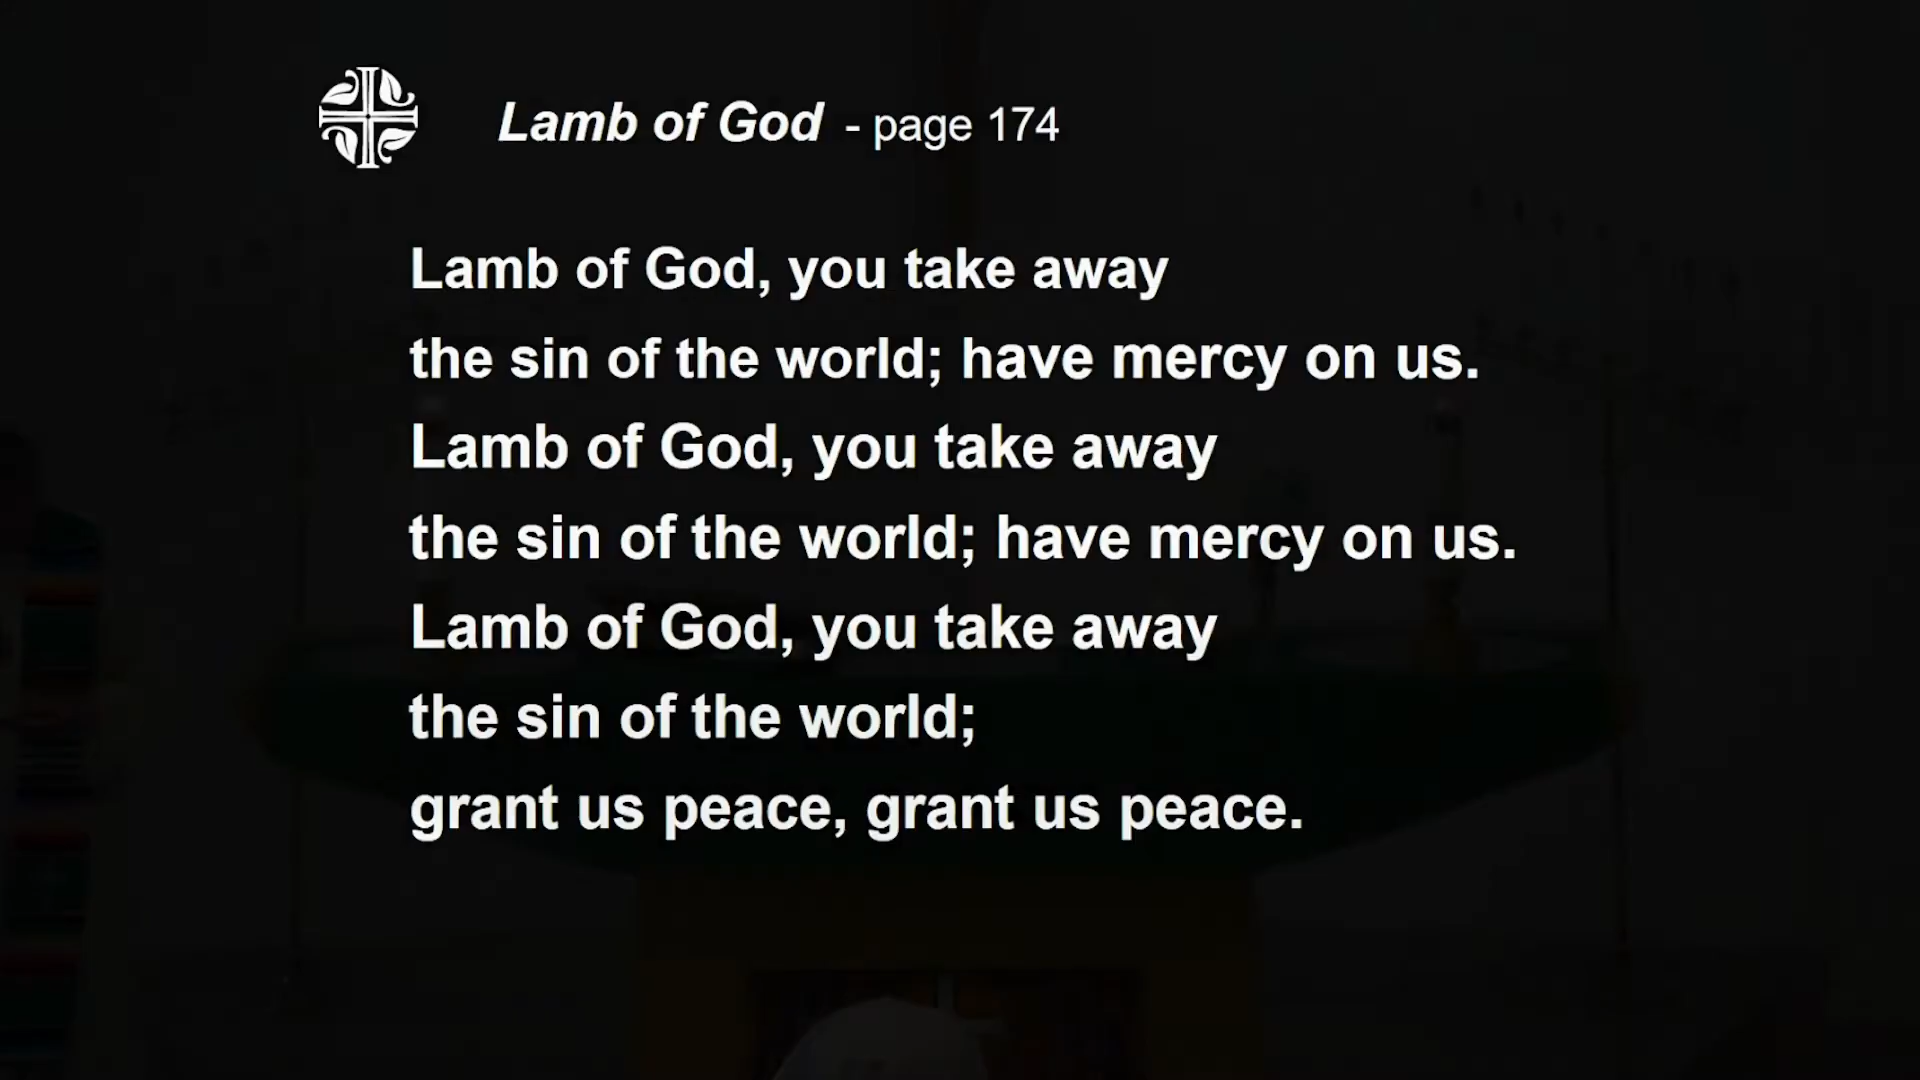 Lamb of God - page 174
Lamb of God, you take away
the sin of the world; have mercy on us.
Lamb of God, you take away
the sin of the world; have mercy on us.
Lamb of God, you take away
the sin of the world;
grant us peace, grant us peace.